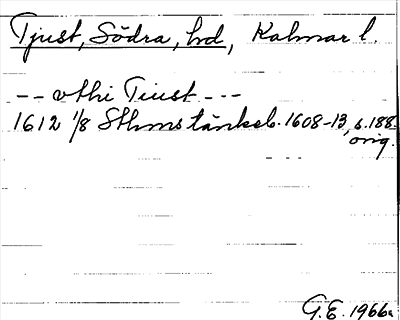 Tjust, Södra, hd, Kalmar l.
-- vthi Tiust ---
1612 1/8 Sthms tänkeb. 1608-13, s. 188.
orig.
G.E. 1966